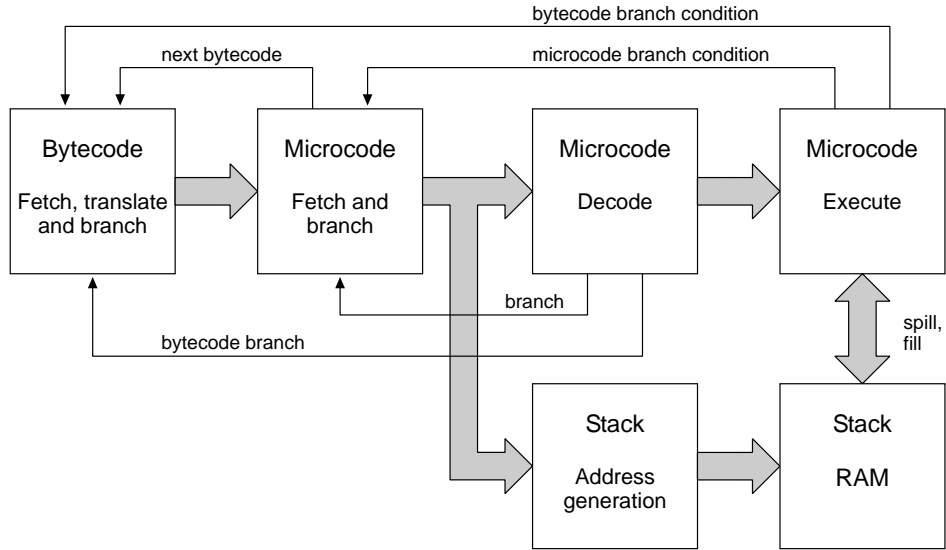 bytecode branch condition
next bytecode
microcode branch condition
Bytecode
Fetch, translate
and branch
Microcode
Fetch and
branch
Microcode
Decode
Microcode
Execute
branch
bytecode branch
spill,
fill
Stack
Address
generation
Stack
RAM